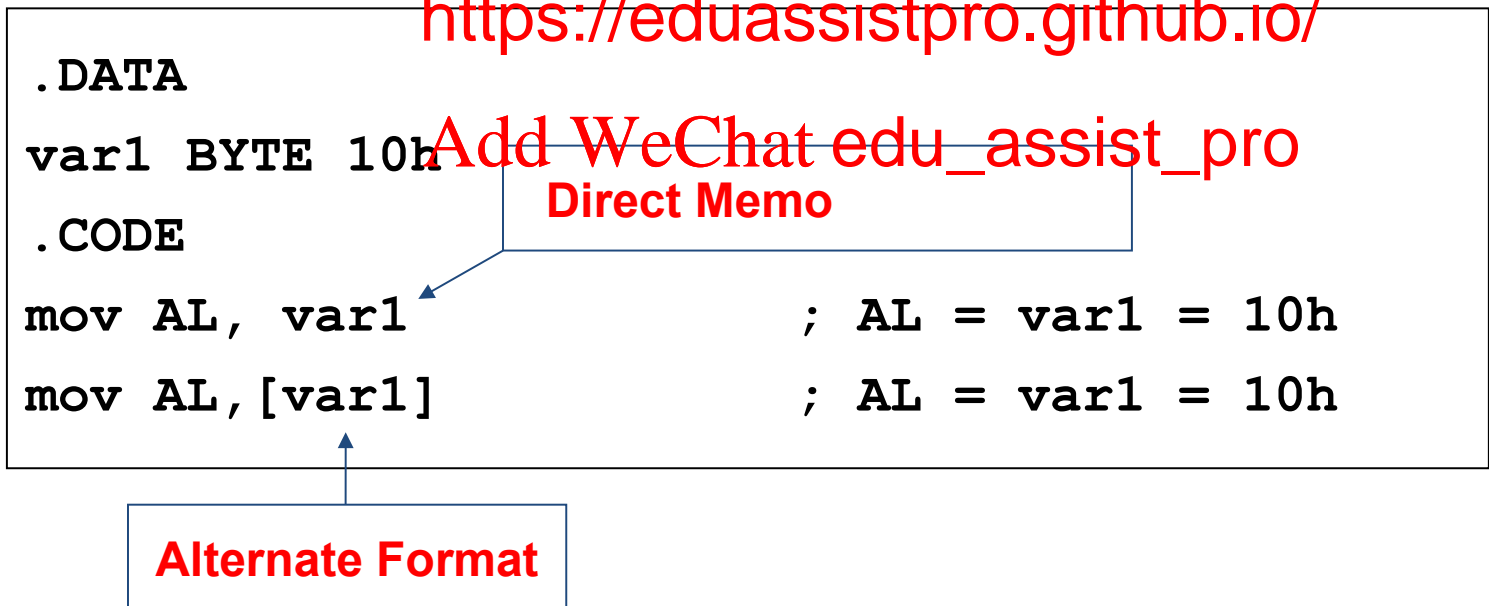 https://eduassistpro.github.io/
.DATA
Add WeChat edu_assist_pro
var1 BYTE 10h
Direct Memo
.CODE
mov AL, var1 ; AL = var1 = 10h
mov AL,[var1] ; AL = var1 = 10h
Alternate Format